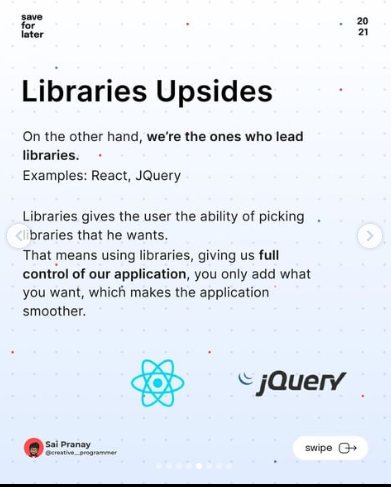 save
for
later
20
21
Libraries Upsides
On the other hand, we're the ones who lead
libraries.
Examples: React, JQuery
Libraries gives the user the ability of picking
libraries that he wants.
That means using libraries, giving us full
control of our application, you only add what
you want, which makes the application
smoother.
jQuery
Sai Pranay
@creative__programmer
swipe